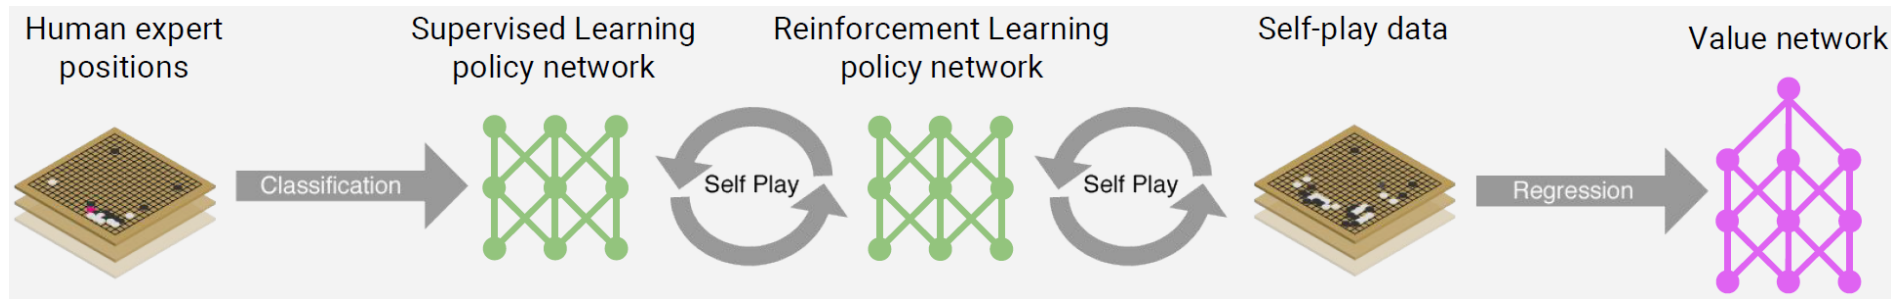 Human expert
positions
Classification
Supervised Learning
policy network
Self Play
Reinforcement Learning
policy network
Self Play
Self-play data
Regression
Value network